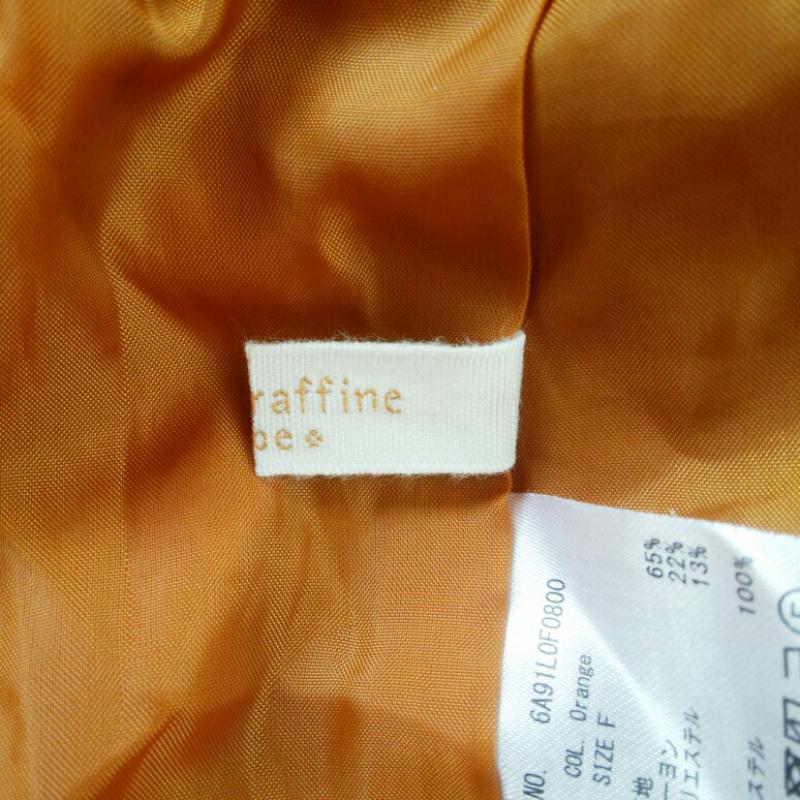 raffine
be
NO. 6A91L0F0800
COL. Orange
SIZE F
地
ーヨン
リエステル
65%
22%
13%
ステル
100%